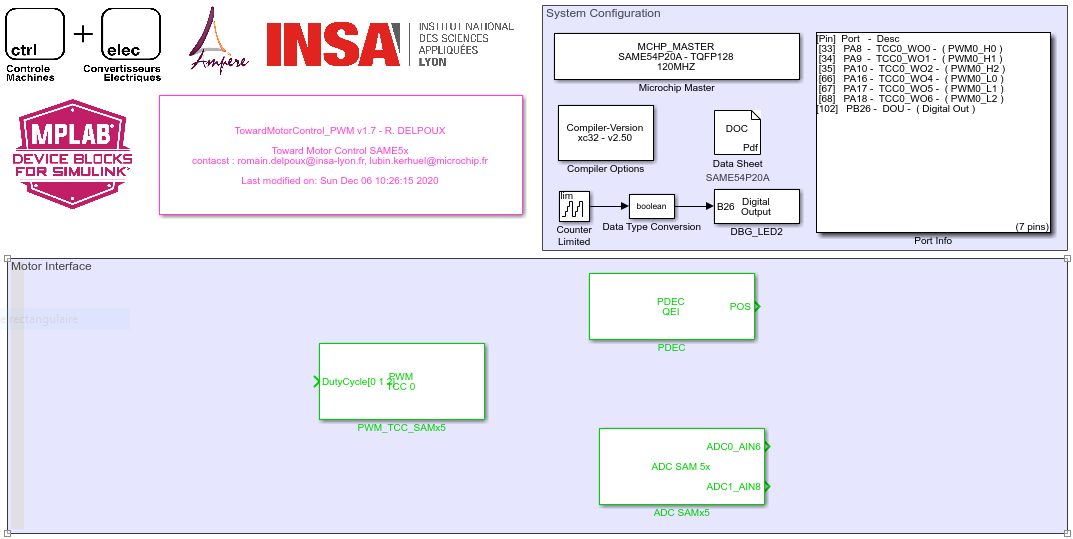 ctrl
+
elec
Controle
Machines
Convertisseurs
Electriques
Ampère
INSA
INSTITUT NATIONAL
DES SCIENCES
APPLIQUÉES
LYON
MPLAB®
DEVICE BLOCKS
FOR SIMULINK®
TowardMotorControl_PWM v1.7 - R. DELPOUX
Toward Motor Control SAME5x
contacst : romain.delpoux@insa-lyon.fr, lubin.kerhuel@microchip.fr
Last modified on: Sun Dec 06 10:26:15 2020
System Configuration
MCHP_MASTER
SAME54P20A - TQFP128
120MHZ
Microchip Master
Compiler-Version
xc32 - v2.50
Compiler Options
DOC
Pdf
Data Sheet
SAME54P20A
lim
Counter
Limited
boolean
Data Type Conversion
B26
Digital
Output
DBG_LED2
[Pin] Port - Desc
[33] PA8 - TCC0_WO0 - ( PWM0_H0 )
[34] PA9 - TCC0_WO1 - ( PWM0_H1 )
[35] PA10 - TCC0_WO2 - ( PWM0_H2 )
[66] PA16 - TCC0_WO4 - ( PWM0_L0 )
[67] PA17 - TCC0_WO5 - ( PWM0_L1 )
[68] PA18 - TCC0_WO6 - ( PWM0_L2 )
[102] PB26 - DOU - ( Digital Out )
(7 pins)
Port Info
Motor Interface
e rectangulaire
DutyCycle[0 1 2]
PWM
TCC 0
PWM_TCC_SAMx5
PDEC
QEI
POS
PDEC
ADC0_AIN6
ADC SAM 5x
ADC1_AIN8
ADC SAMx5